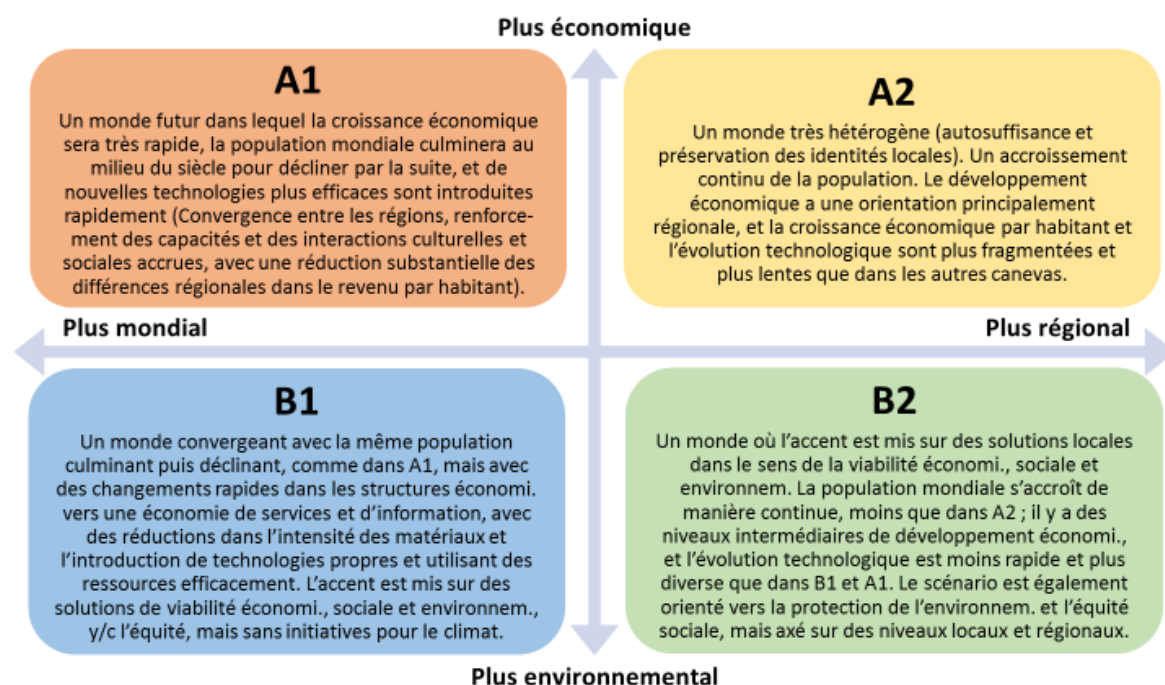 Plus économique
A1
Un monde futur dans lequel la croissance économique
sera très rapide, la population mondiale culminera au
milieu du siècle pour décliner par la suite, et de
nouvelles technologies plus efficaces sont introduites
rapidement (Convergence entre les régions, renforce-
ment des capacités et des interactions culturelles et
sociales accrues, avec une réduction substantielle des
différences régionales dans le revenu par habitant).
A2
Un monde très hétérogène (autosuffisance et
préservation des identités locales). Un accroissement
continu de la population. Le développement
économique a une orientation principalement
régionale, et la croissance économique par habitant et
l’évolution technologique sont plus fragmentées et
plus lentes que dans les autres canevas.
Plus mondial
Plus régional
B1
Un monde convergeant avec la même population
culminant puis déclinant, comme dans A1, mais avec
des changements rapides dans les structures économi.
vers une économie de services et d’information, avec
des réductions dans l’intensité des matériaux et
l’introduction de technologies propres et utilisant des
ressources efficacement. L’accent est mis sur des
solutions de viabilité économi., sociale et environnem.,
y/c l’équité, mais sans initiatives pour le climat.
B2
Un monde où l’accent est mis sur des solutions locales
dans le sens de la viabilité économi., sociale et
environnem. La population mondiale s’accroît de
manière continue, moins que dans A2 ; il y a des
niveaux intermédiaires de développement économi.,
et l’évolution technologique est moins rapide et plus
diverse que dans B1 et A1. Le scénario est également
orienté vers la protection de l’environnem. et l’équité
sociale, mais axé sur des niveaux locaux et régionaux.
Plus environnemental